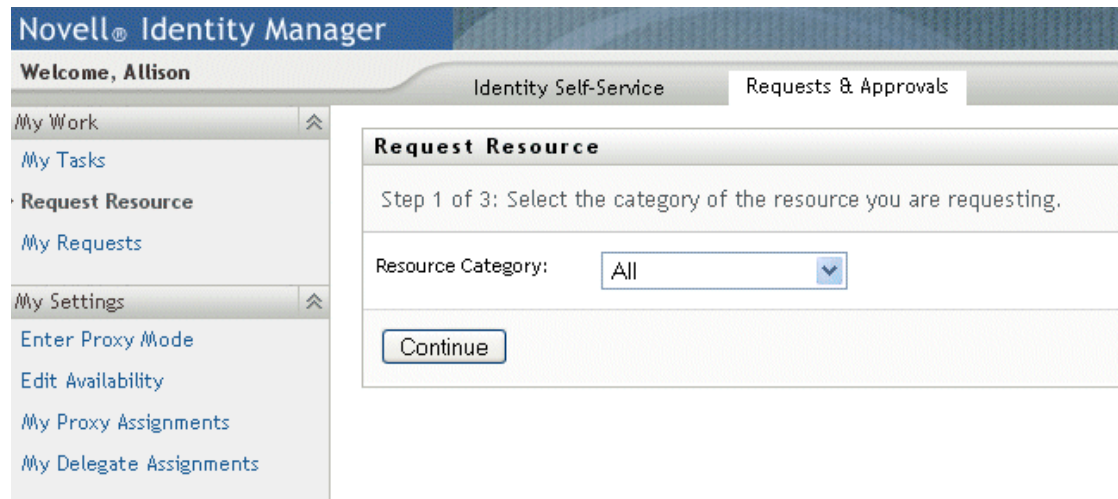 Novell® Identity Manager
Welcome, Allison
Identity Self-Service
Requests & Approvals
My Work
My Tasks
Request Resource
My Requests
My Settings
Enter Proxy Mode
Edit Availability
My Proxy Assignments
My Delegate Assignments
Request Resource
Step 1 of 3: Select the category of the resource you are requesting.
Resource Category:
All
Continue